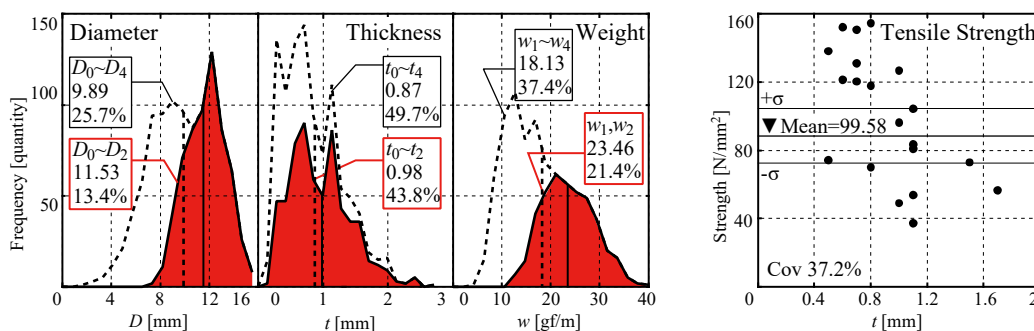 Diameter
Thickness
Weight
Tensile Strength
Frequency [quantity]
150
100
50
0
D0~D4
9.89
25.7%
D0~D2
11.53
13.4%
t0~t4
0.87
49.7%
t0~t2
0.98
43.8%
w1~w4
18.13
37.4%
w1,w2
23.46
21.4%
0 4 8 12 16
D [mm]
0 1 2 3
t [mm]
0 10 20 30 40
w [gf/m]
Strength [N/mm²]
160
120
80
40
+σ
▼ Mean=99.58
-σ
Cov 37.2%
0.4 0.8 1.2 1.6 2
t [mm]